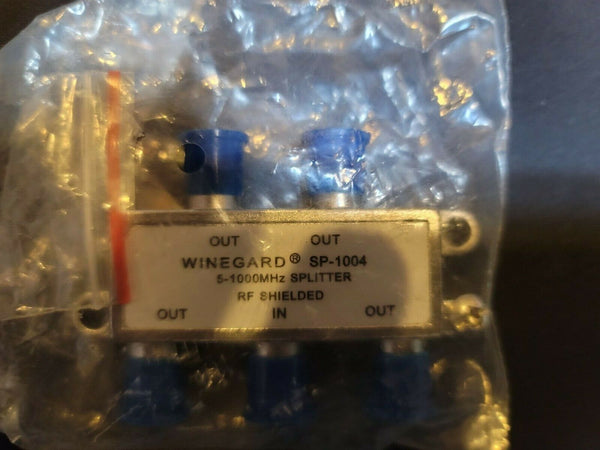 OUT OUT
WINEGARD® SP-1004
5-1000MHz SPLITTER
RF SHIELDED
OUT IN OUT